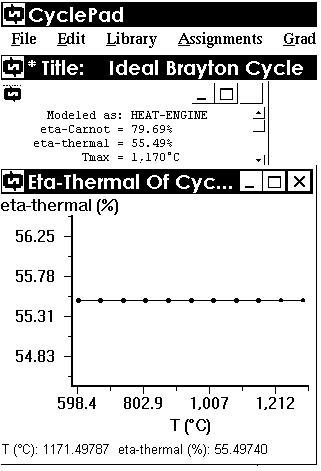 CyclePad
File Edit Library Assignments Grad
* Title: Ideal Brayton Cycle
Modeled as: HEAT-ENGINE
eta-Carnot = 79.69%
eta-thermal = 55.49%
Tmax = 1,170°C
Eta-Thermal Of Cyc...
eta-thermal (%)
56.25
55.78
55.31
54.83
598.4 802.9 1,007 1,212
T (°C)
T (°C): 1171.49787 eta-thermal (%): 55.49740